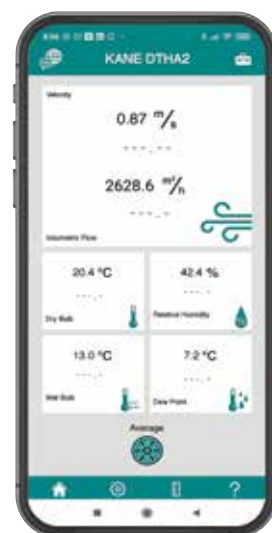 KANE DTHA2
Velocity
0.87 m/s
---.--
2628.6 m³/h
---.--
Volumetric Flow
20.4 °C
---.-
Dry Bulb
42.4 %
---.-
Relative Humidity
13.0 °C
---.-
Wet Bulb
7.2 °C
---.-
Dew Point
Average
?